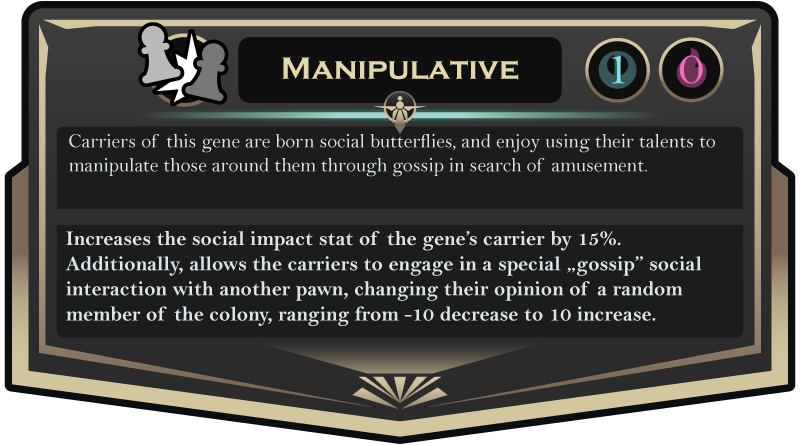 MANIPULATIVE
1 0
Carriers of this gene are born social butterflies, and enjoy using their talents to
manipulate those around them through gossip in search of amusement.
Increases the social impact stat of the gene's carrier by 15%.
Additionally, allows the carriers to engage in a special „gossip” social
interaction with another pawn, changing their opinion of a random
member of the colony, ranging from -10 decrease to 10 increase.